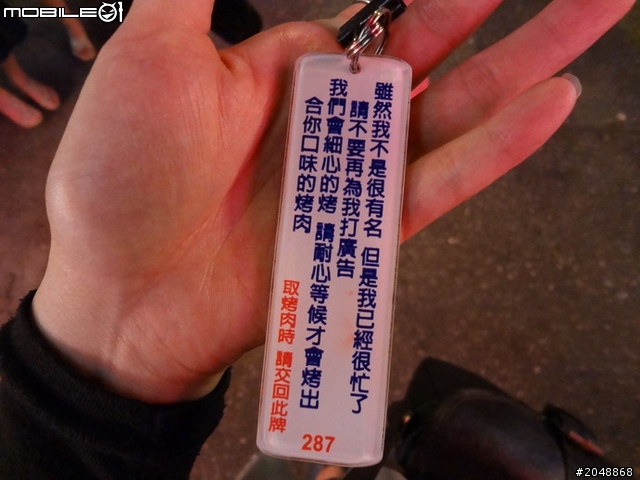 MOBILE01
雖然我不是很有名 但是我已經很忙了
請不要再為我打廣告
我們會細心的烤 請耐心等候才會烤出
合你口味的烤肉
取烤肉時 請交回此牌
287
#2048868